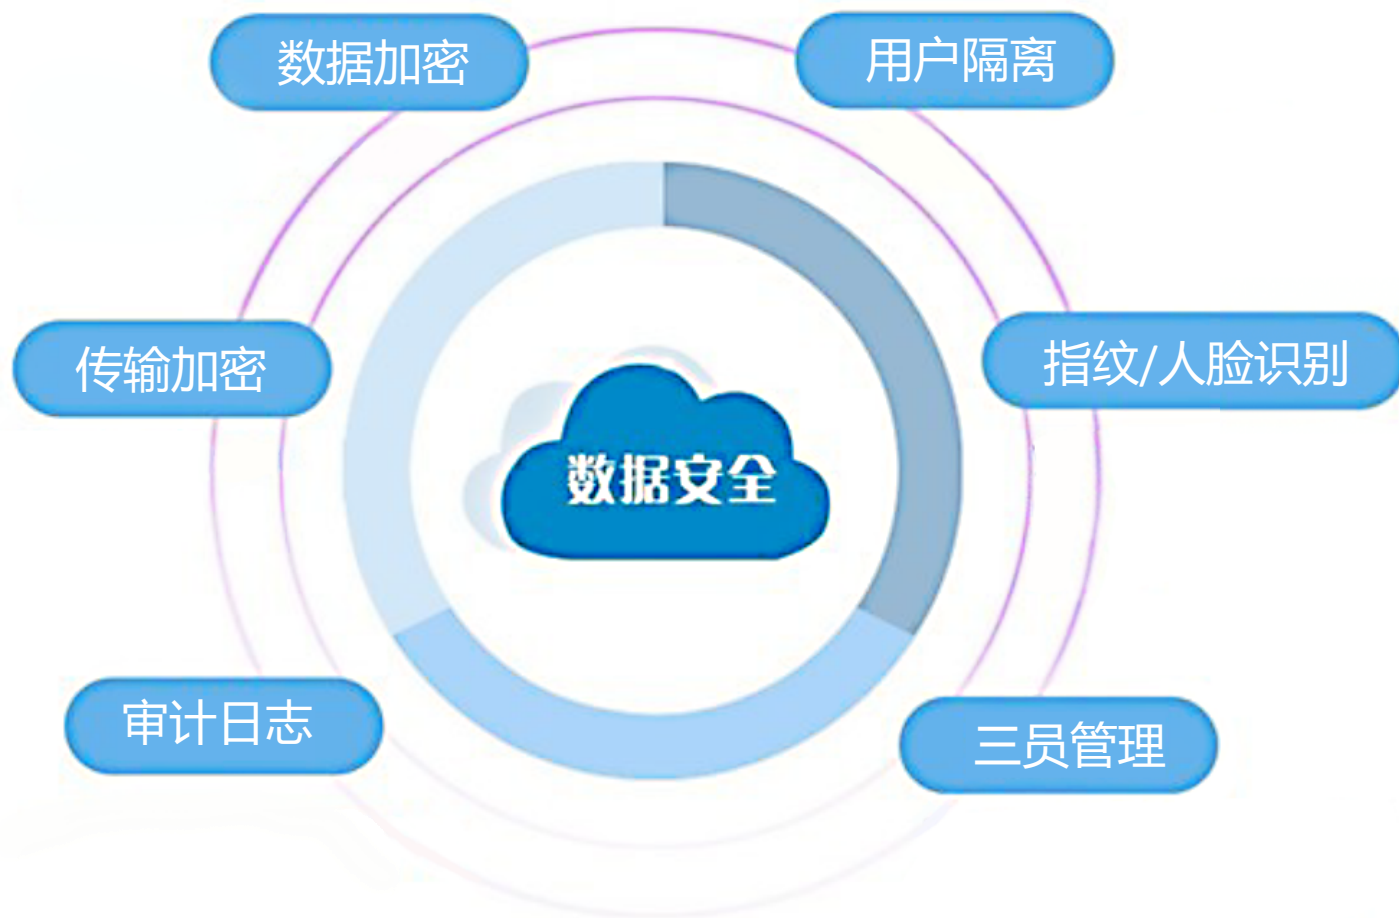 数据加密
用户隔离
传输加密
指纹/人脸识别
数据安全
审计日志
三员管理